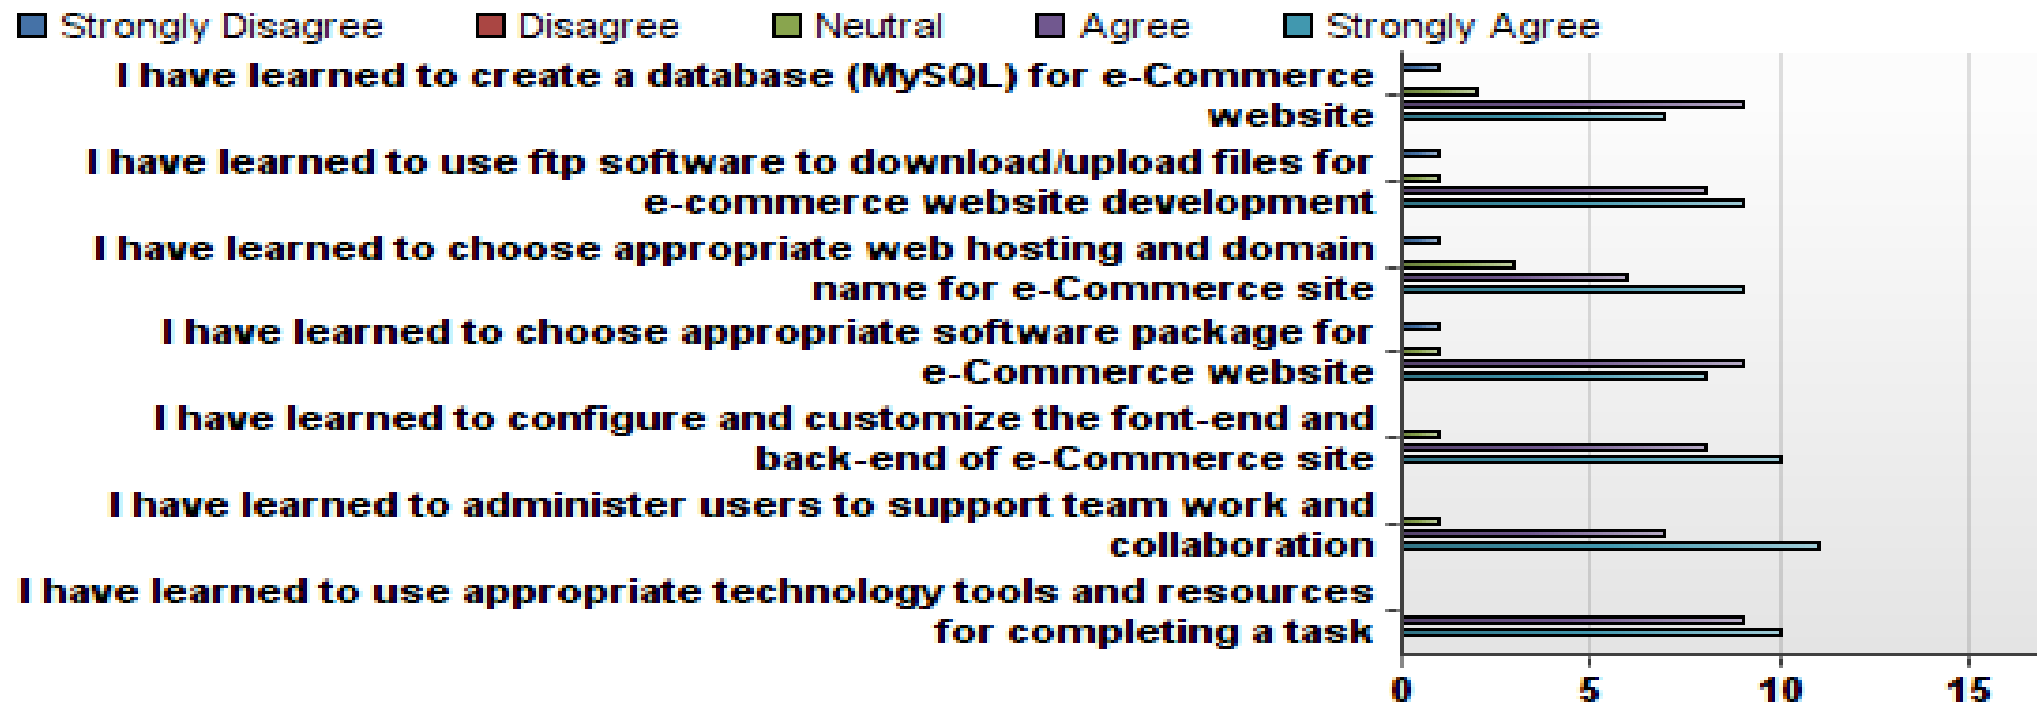 Strongly Disagree Disagree Neutral Agree Strongly Agree
I have learned to create a database (MySQL) for e-Commerce
website
I have learned to use ftp software to download/upload files for
e-commerce website development
I have learned to choose appropriate web hosting and domain
name for e-Commerce site
I have learned to choose appropriate software package for
e-Commerce website
I have learned to configure and customize the font-end and
back-end of e-Commerce site
I have learned to administer users to support team work and
collaboration
I have learned to use appropriate technology tools and resources
for completing a task
0 5 10 15